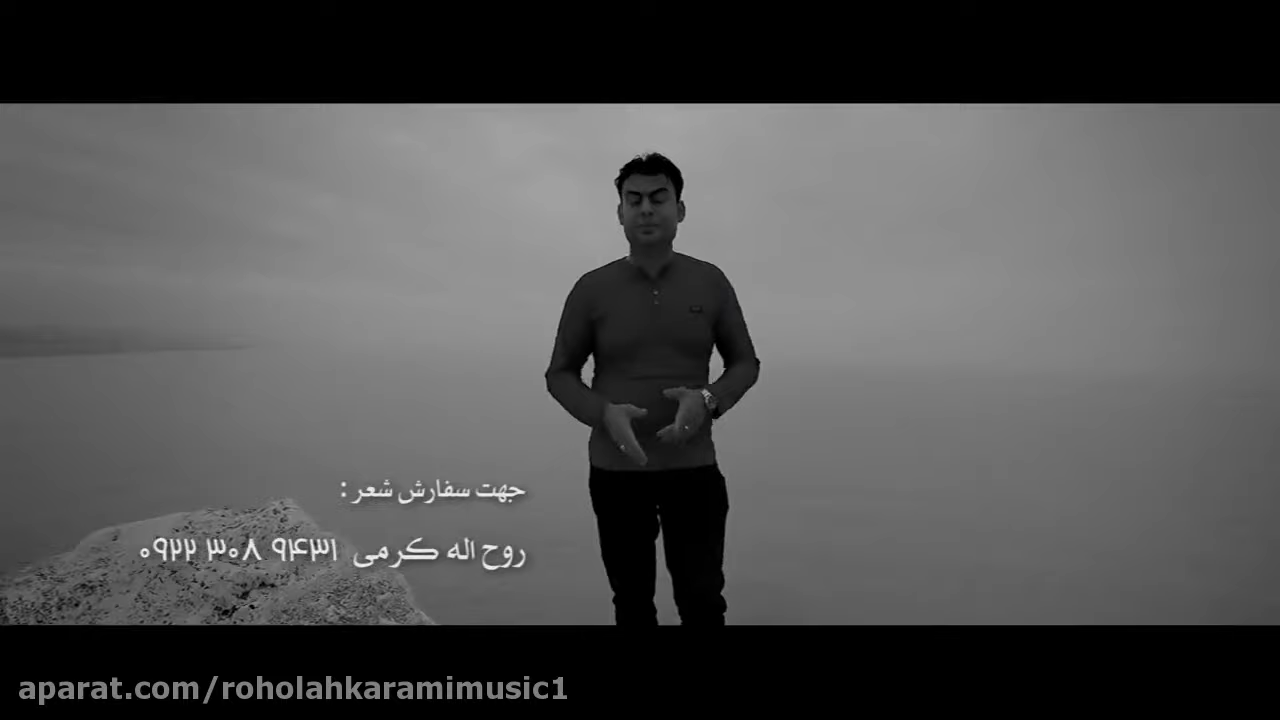 جهت سفارش شعر :
روح اله کرمی ۰۹۲۲ ۳۰۸ ۹۴۳۱
aparat.com/roholahkaramimusic1